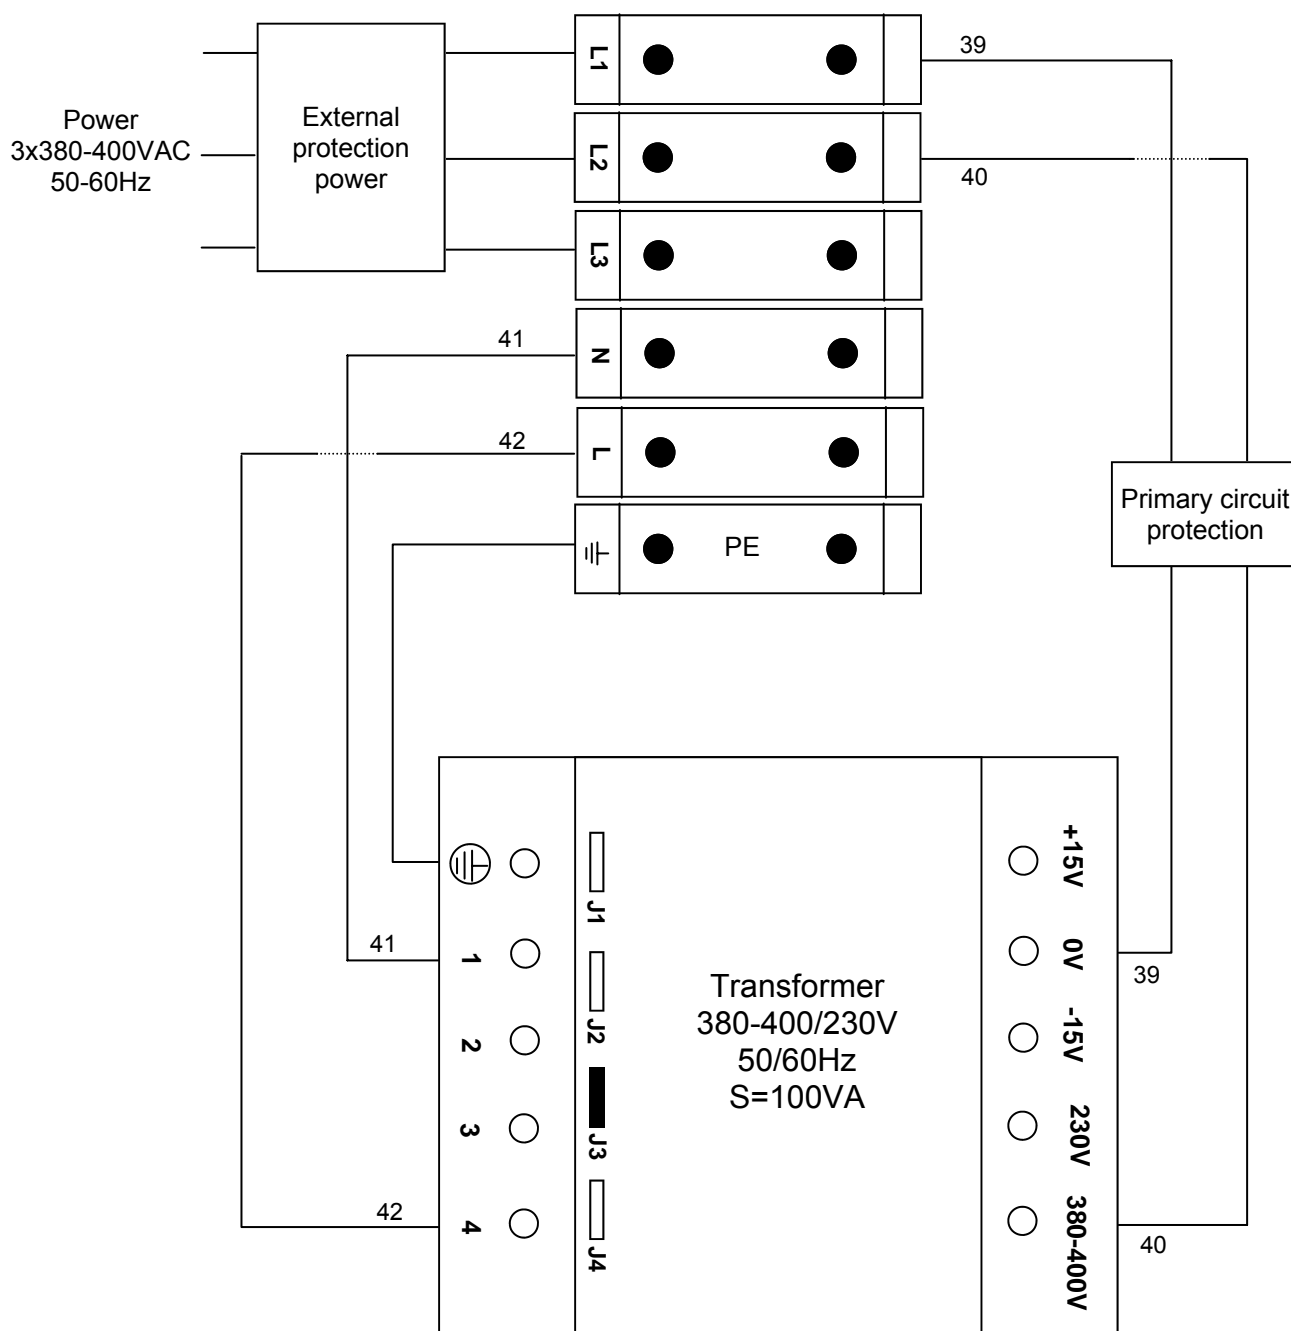 L1
39
Power
3x380-400VAC
50-60Hz
External
protection
power
L2
40
L3
41
N
42
L
PE
Primary circuit
protection
+15V
J1
41
1
0V
39
Transformer
380-400/230V
50/60Hz
S=100VA
2
J2
-15V
3
J3
230V
42
4
J4
380-400V
40